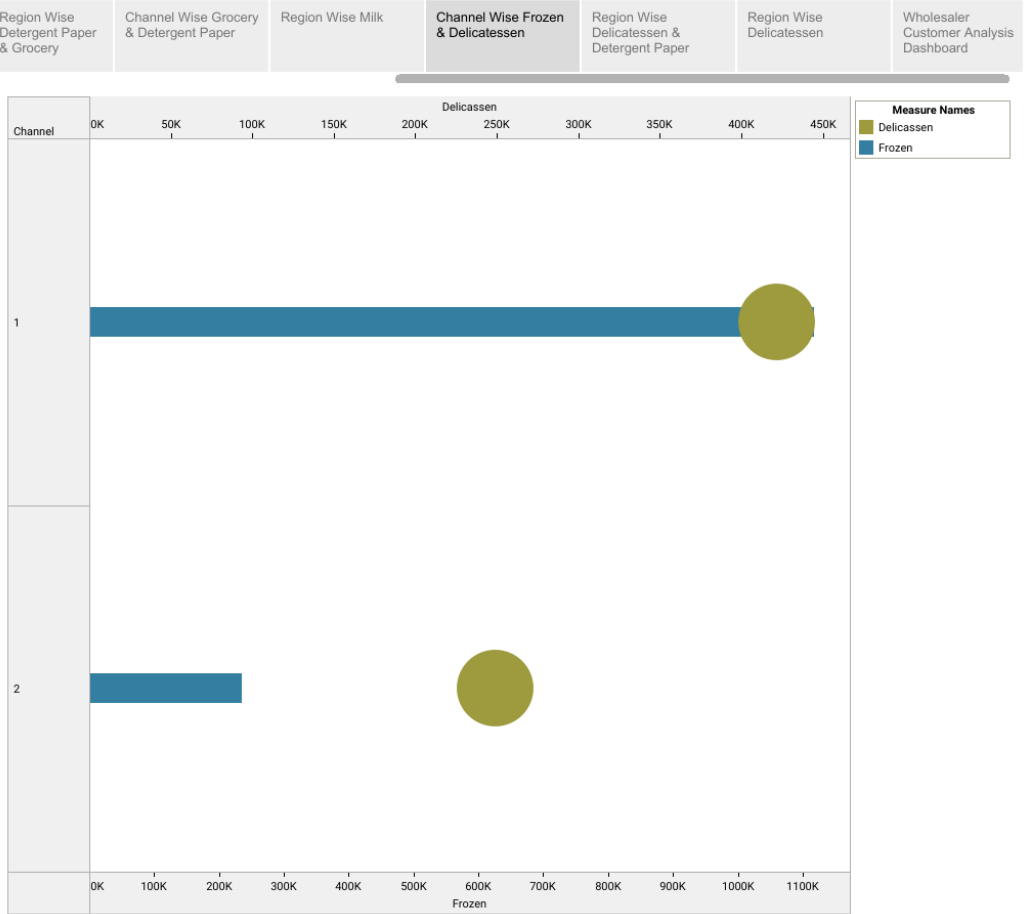 Region Wise
Detergent Paper
& Grocery
Channel Wise Grocery
& Detergent Paper
Region Wise Milk
Channel Wise Frozen
& Delicatessen
Region Wise
Delicatessen &
Detergent Paper
Region Wise
Delicatessen
Wholesaler
Customer Analysis
Dashboard
Delicassen
Channel
0K 50K 100K 150K 200K 250K 300K 350K 400K 450K
Measure Names
Delicassen
Frozen
1
2
0K 100K 200K 300K 400K 500K 600K 700K 800K 900K 1000K 1100K
Frozen